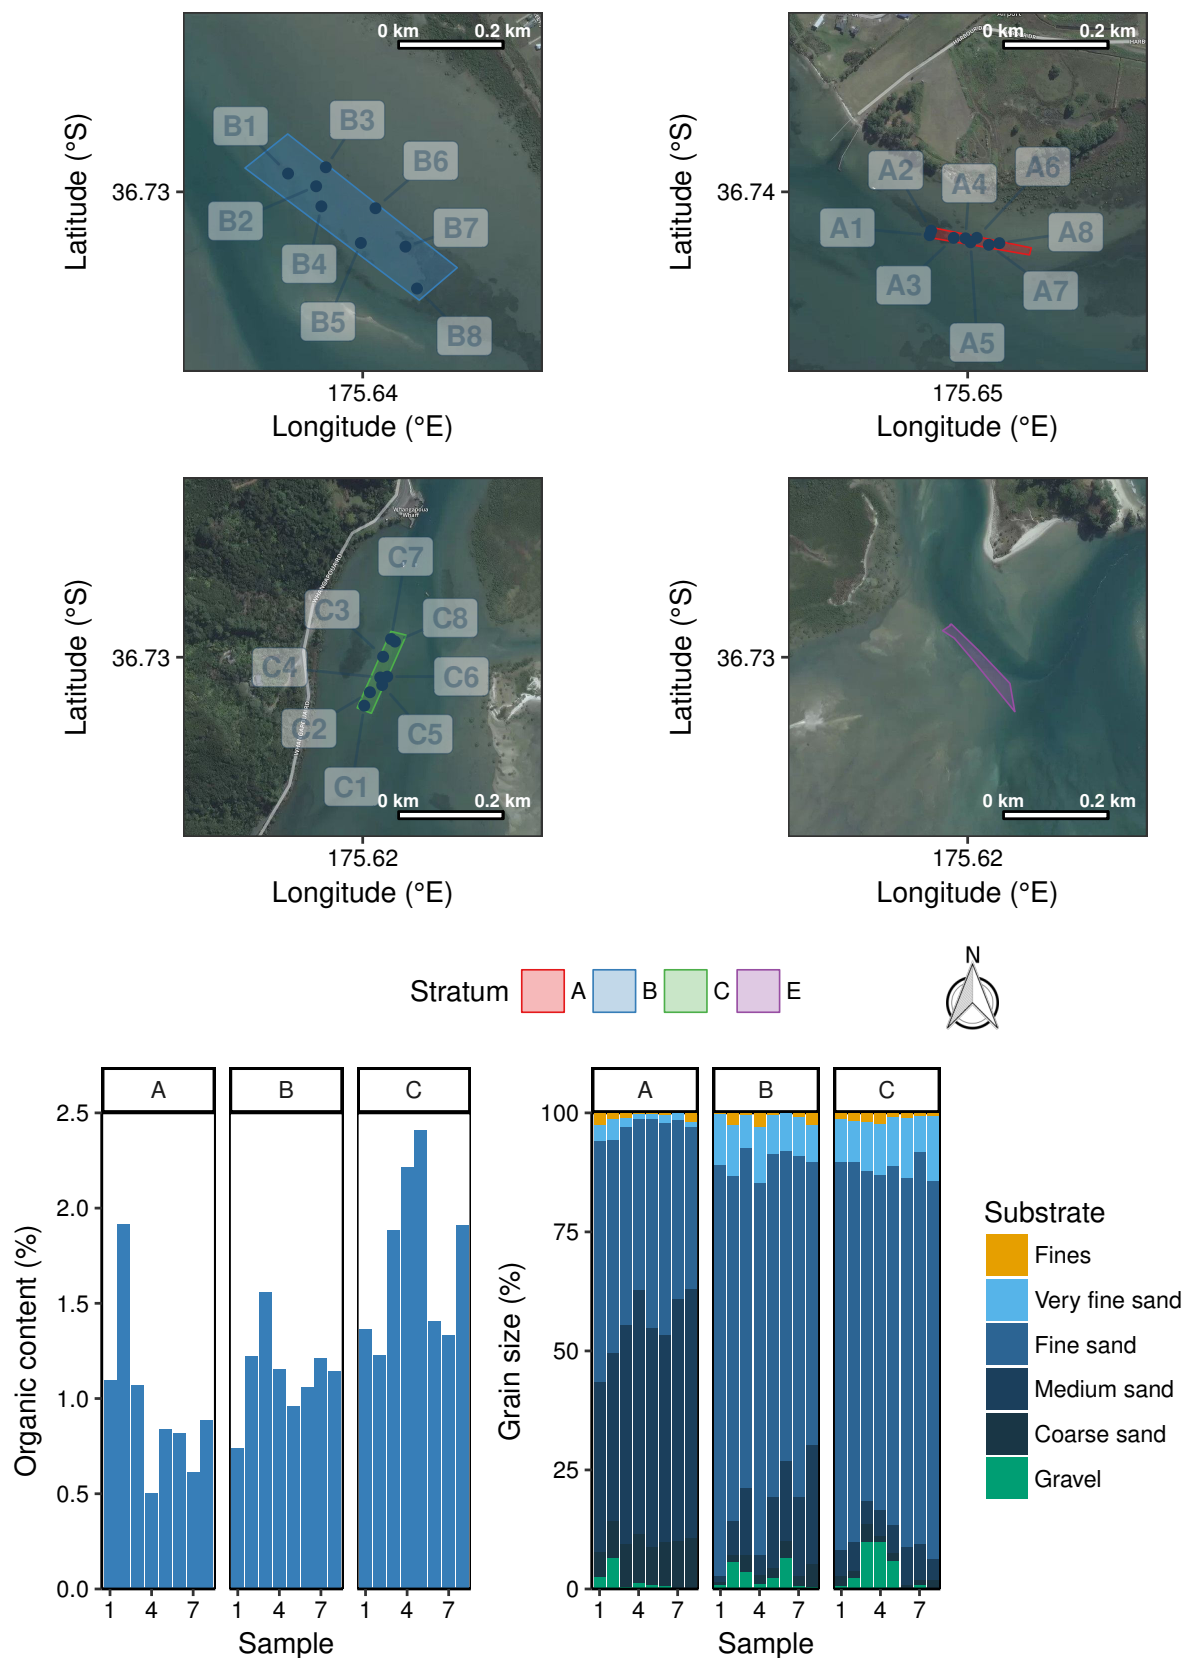 0 km 0.2 km
B1
B3
B6
B2
B7
B4
B5
B8
Latitude (°S)
36.73
175.64
Longitude (°E)
Airport
0 km 0.2 km
A2
A4
A6
A1
A8
A3
A7
A5
Latitude (°S)
36.74
175.65
Longitude (°E)
Whangapoua
Wharf
C7
C3
C8
C4
C6
C2
C5
C1
0 km 0.2 km
Latitude (°S)
36.73
175.62
Longitude (°E)
0 km 0.2 km
Latitude (°S)
36.73
175.62
Longitude (°E)
Stratum A B C E
N
A B C
2.5
2.0
1.5
1.0
0.5
0.0
Organic content (%)
1 4 7 1 4 7 1 4 7
Sample
A B C
100
75
50
25
0
Grain size (%)
1 4 7 1 4 7 1 4 7
Sample
Substrate
Fines
Very fine sand
Fine sand
Medium sand
Coarse sand
Gravel